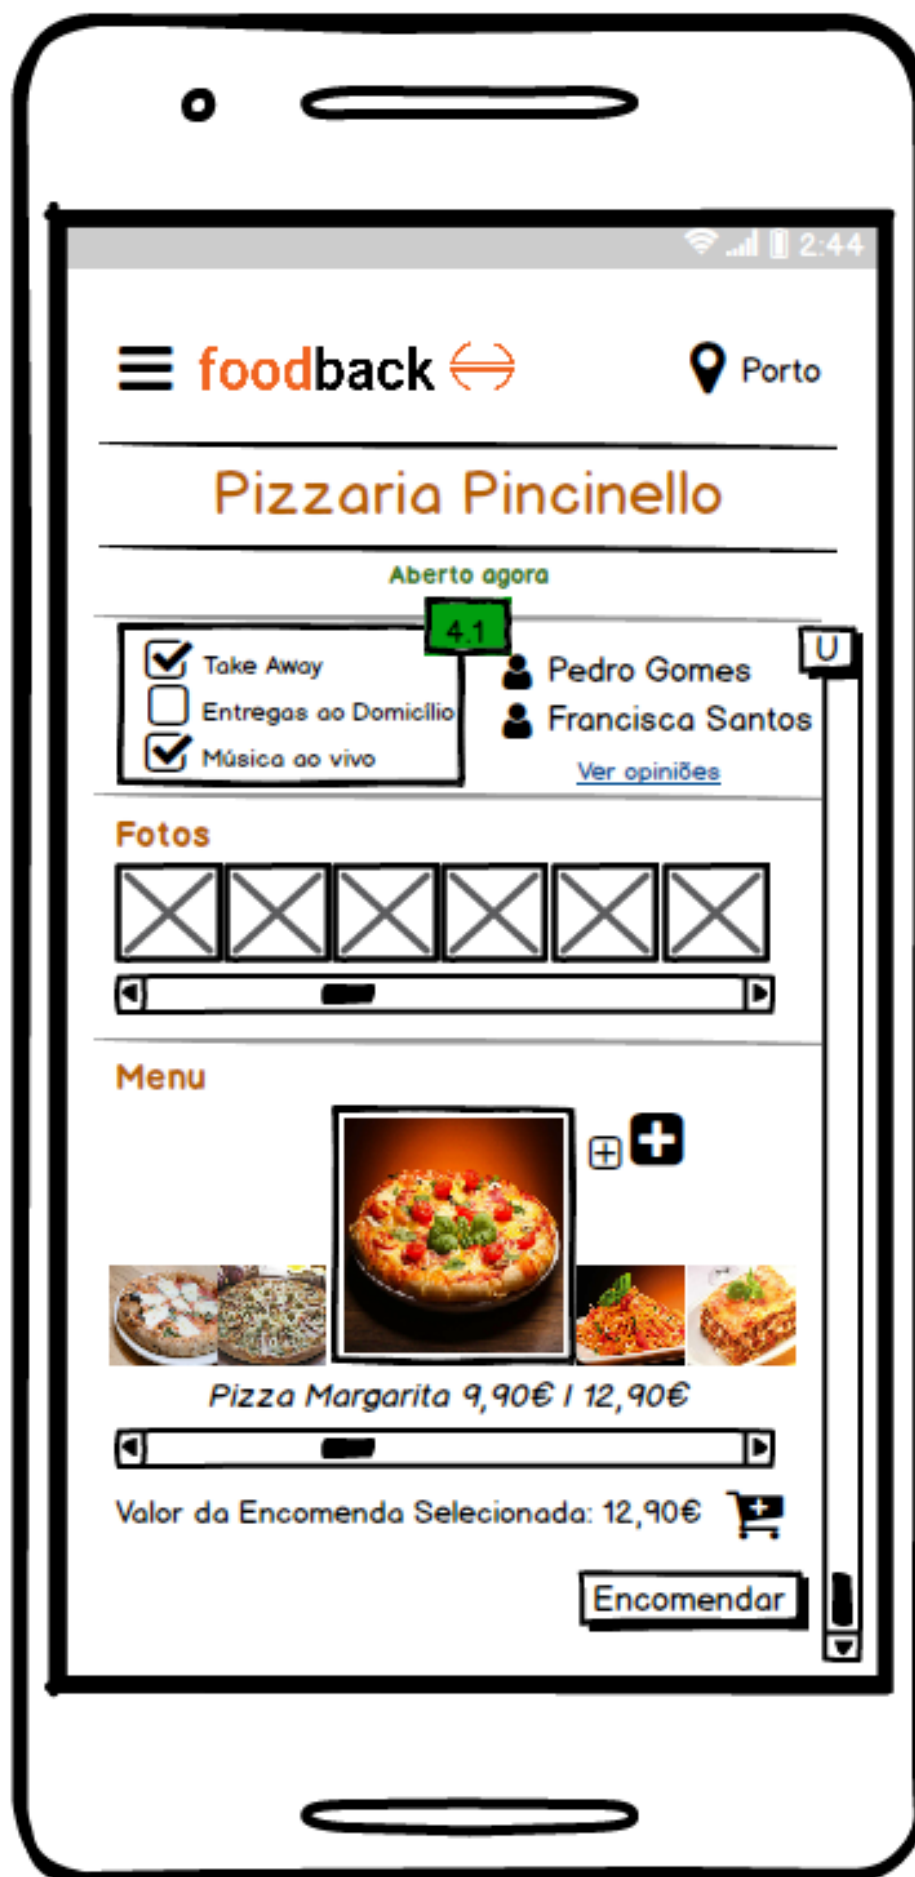 2:44
foodback
Porto
Pizzaria Pincinello
Aberto agora
4.1
U
Take Away
Entregas ao Domicílio
Música ao vivo
Pedro Gomes
Francisca Santos
Ver opiniões
Fotos
Menu
Pizza Margarita 9,90€ | 12,90€
Valor da Encomenda Selecionada: 12,90€
Encomendar